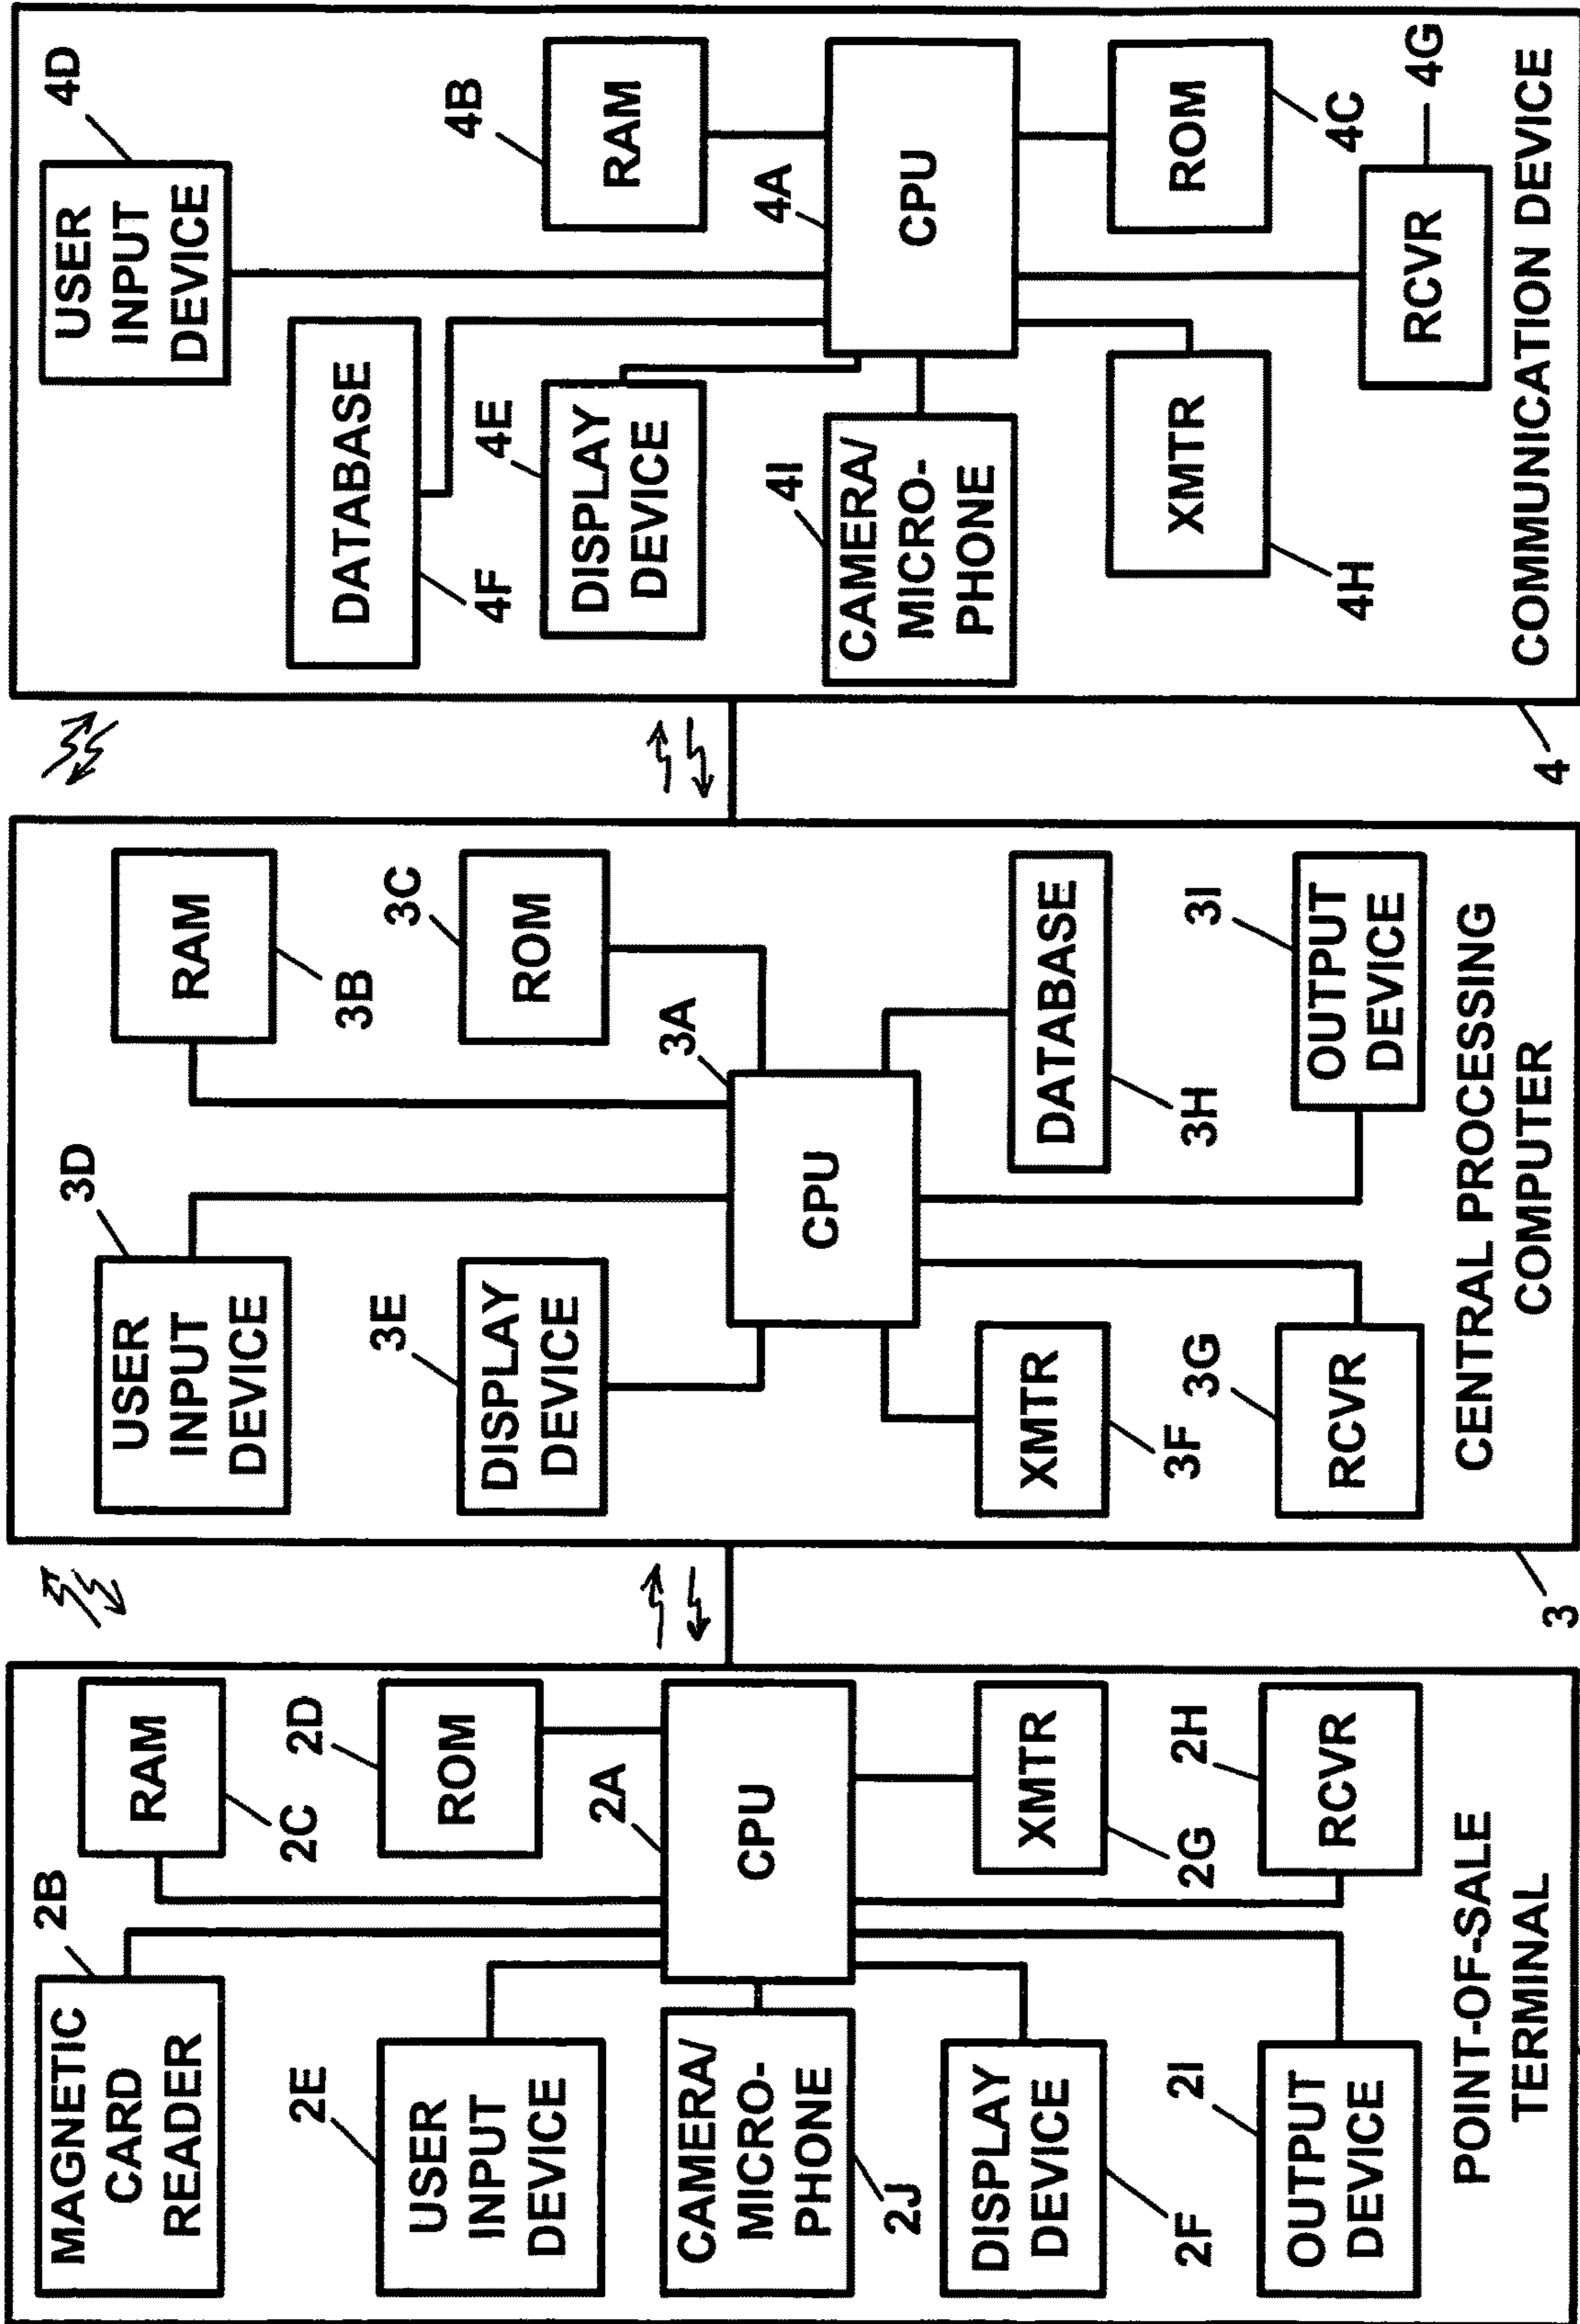 2B
MAGNETIC
CARD
READER
RAM
2C
2E
USER
INPUT
DEVICE
2D
ROM
2A
CPU
CAMERA/
MICRO-
PHONE
2J
DISPLAY
DEVICE
2F
XMTR
2G
2I
OUTPUT
DEVICE
2H
RCVR
POINT-OF-SALE
TERMINAL
3D
USER
INPUT
DEVICE
RAM
3B
3E
DISPLAY
DEVICE
3C
ROM
3A
CPU
XMTR
3F
DATABASE
3H
3G
RCVR
3I
OUTPUT
DEVICE
CENTRAL PROCESSING
COMPUTER
3
4D
USER
INPUT
DEVICE
DATABASE
4F
4E
DISPLAY
DEVICE
4B
RAM
4A
CPU
4I
CAMERA/
MICRO-
PHONE
XMTR
4H
ROM
4C
RCVR
4G
COMMUNICATION DEVICE
4